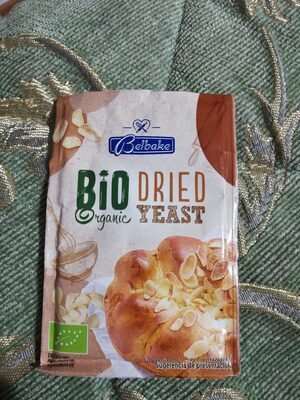 Belbake
BiO
Organic
DRIED
YEAST
Sugerencia de presentación